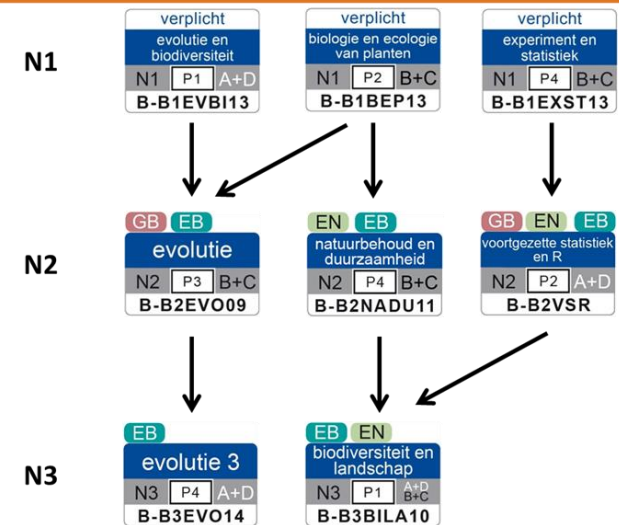 N1
verplicht
evolutie en
biodiversiteit
N1 P1 A+D
B-B1EVBI13
verplicht
biologie en ecologie
van planten
N1 P2 B+C
B-B1BEP13
verplicht
experiment en
statistiek
N1 P4 B+C
B-B1EXST13
N2
GB EB
evolutie
N2 P3 B+C
B-B2EVO09
EN EB
natuurbehoud en
duurzaamheid
N2 P4 B+C
B-B2NADU11
GB EN EB
voortgezette statistiek
en R
N2 P2 A+D
B-B2VSR
N3
EB
evolutie 3
N3 P4 A+D
B-B3EVO14
EB EN
biodiversiteit en
landschap
N3 P1 A+D
B+C
B-B3BILA10